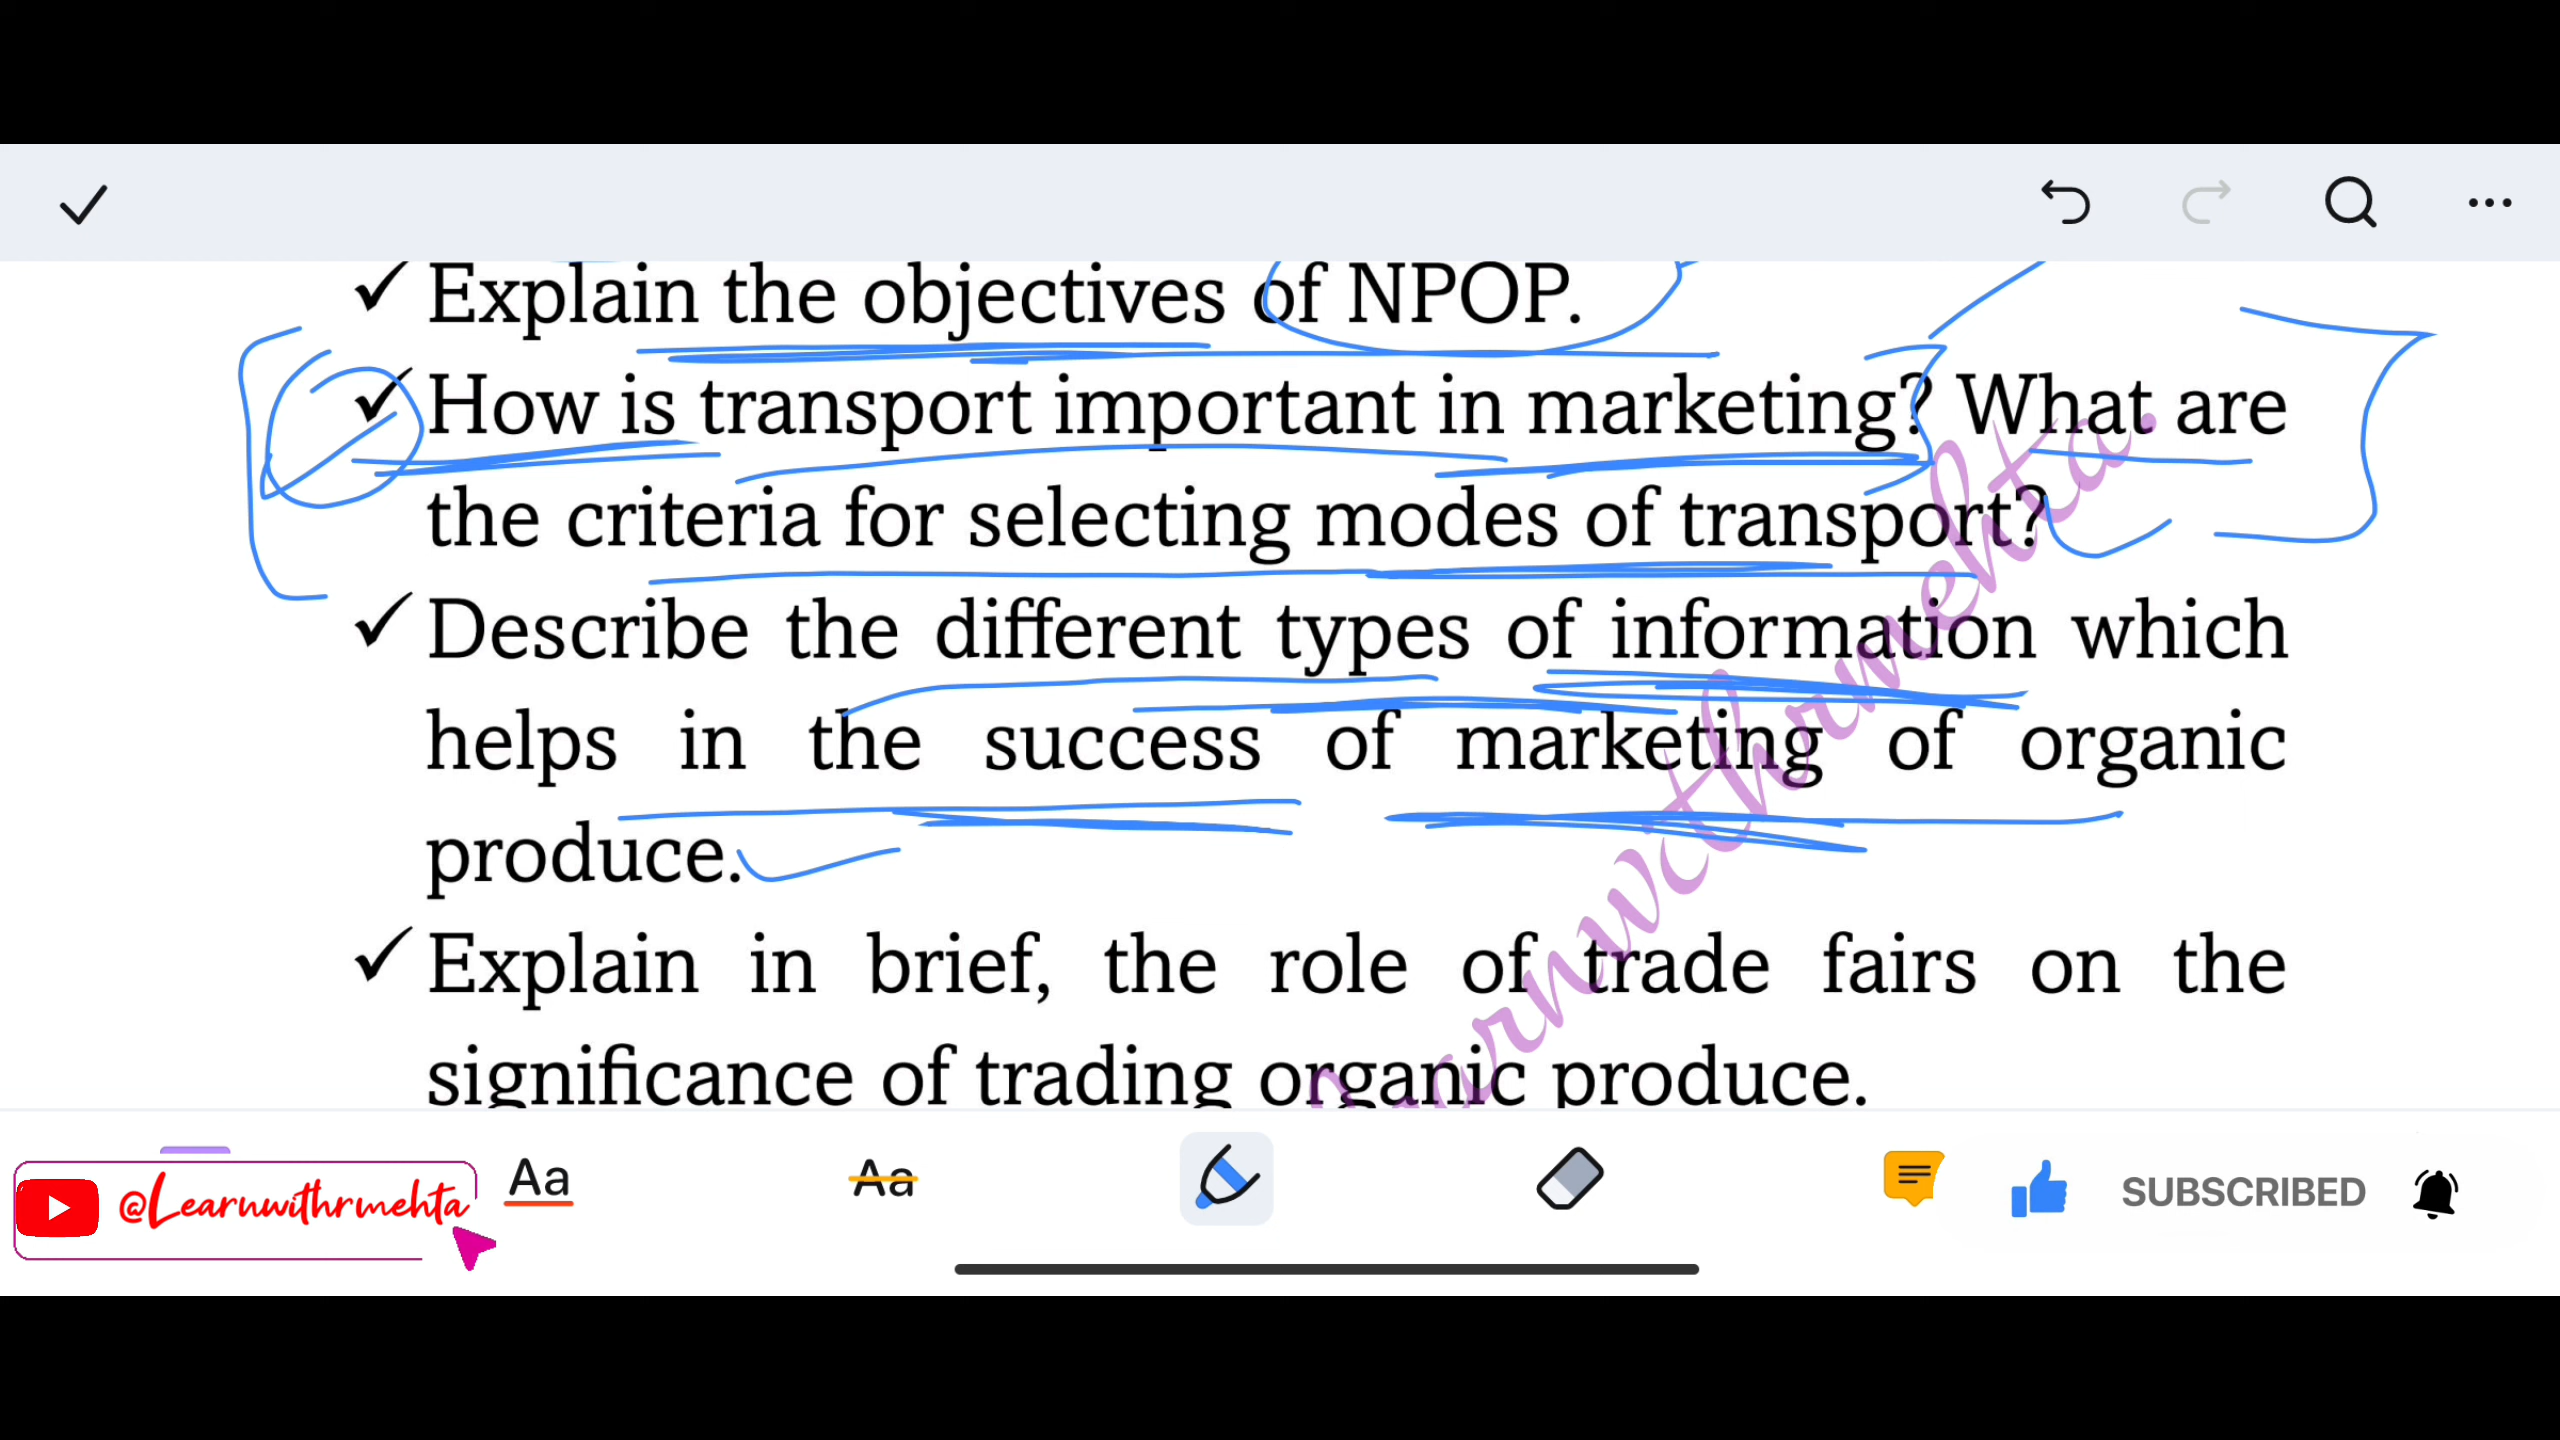 ✓ Explain the objectives of NPOP.
✓ How is transport important in marketing? What are
the criteria for selecting modes of transport?
✓ Describe the different types of information which
helps in the success of marketing of organic
produce.
✓ Explain in brief, the role of trade fairs on the
significance of trading organic produce.
@Learnwithrmehta
Aa
Aa
SUBSCRIBED